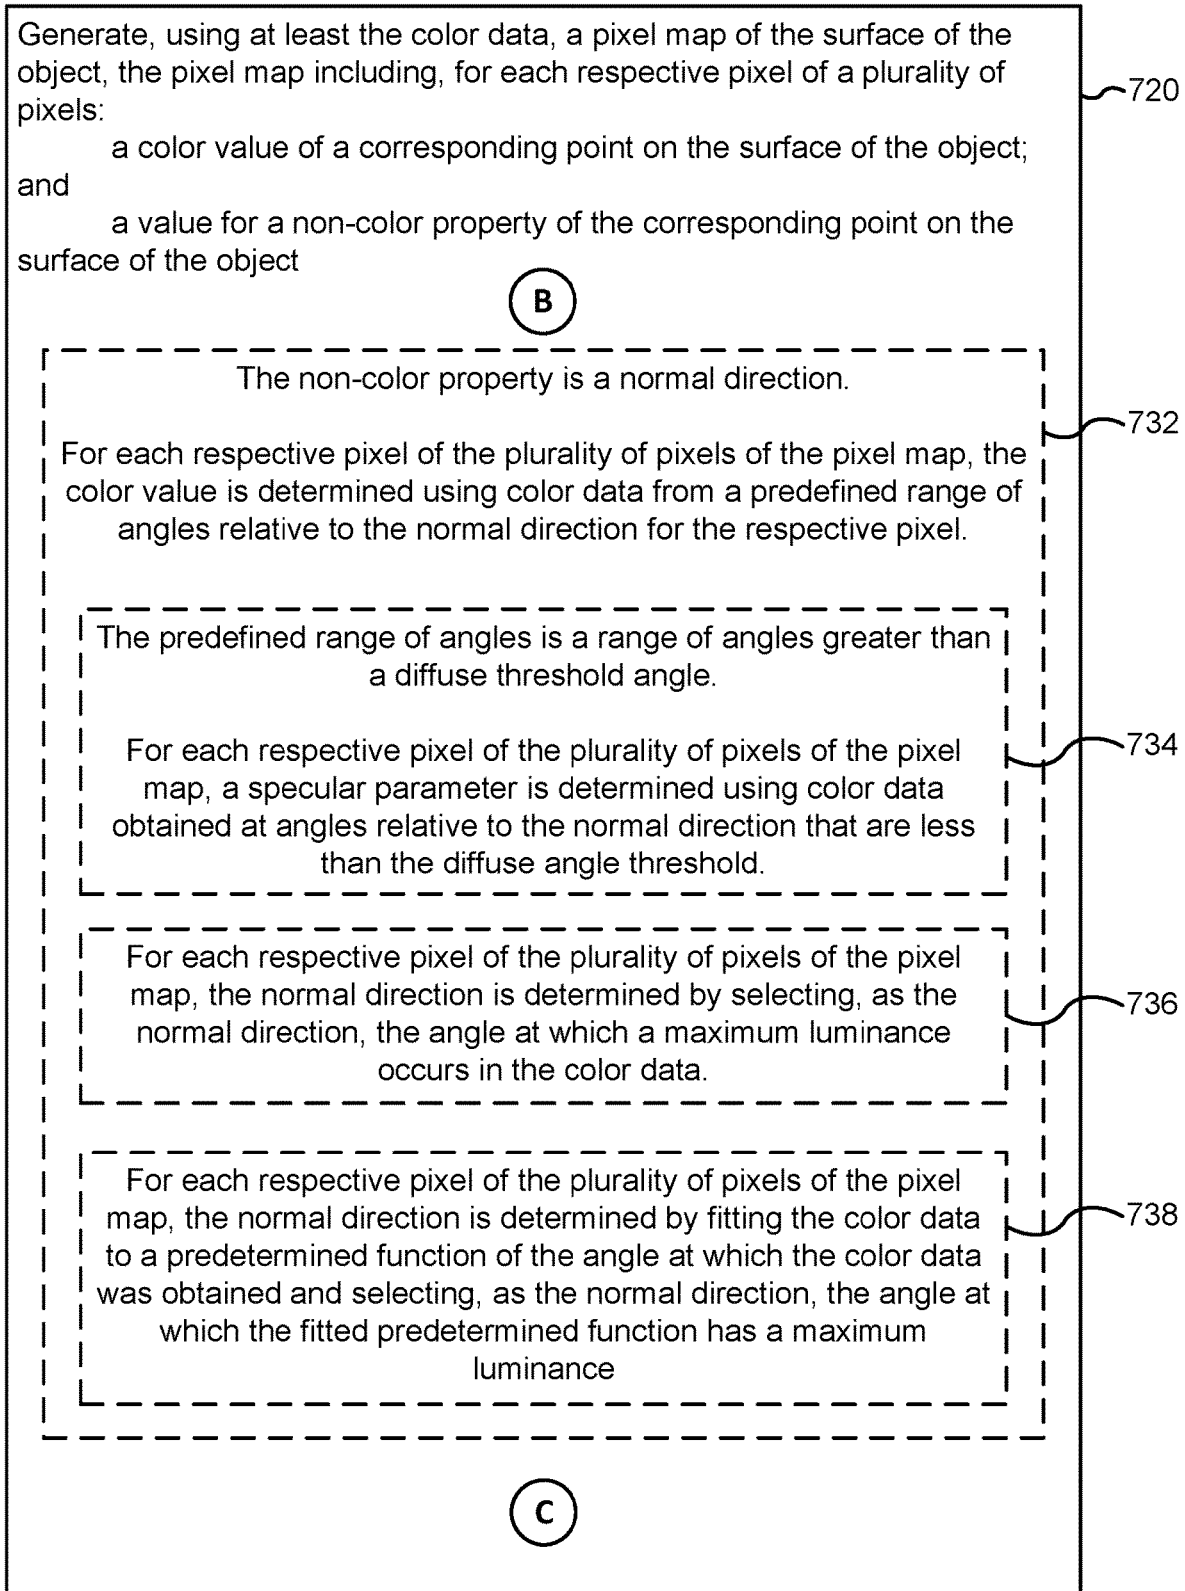 Generate, using at least the color data, a pixel map of the surface of the
object, the pixel map including, for each respective pixel of a plurality of
pixels:
a color value of a corresponding point on the surface of the object;
and
a value for a non-color property of the corresponding point on the
surface of the object
720
B
The non-color property is a normal direction.
732
For each respective pixel of the plurality of pixels of the pixel map, the
color value is determined using color data from a predefined range of
angles relative to the normal direction for the respective pixel.
The predefined range of angles is a range of angles greater than
a diffuse threshold angle.
For each respective pixel of the plurality of pixels of the pixel
map, a specular parameter is determined using color data
obtained at angles relative to the normal direction that are less
than the diffuse angle threshold.
734
For each respective pixel of the plurality of pixels of the pixel
map, the normal direction is determined by selecting, as the
normal direction, the angle at which a maximum luminance
occurs in the color data.
736
For each respective pixel of the plurality of pixels of the pixel
map, the normal direction is determined by fitting the color data
to a predetermined function of the angle at which the color data
was obtained and selecting, as the normal direction, the angle at
which the fitted predetermined function has a maximum
luminance
738
C